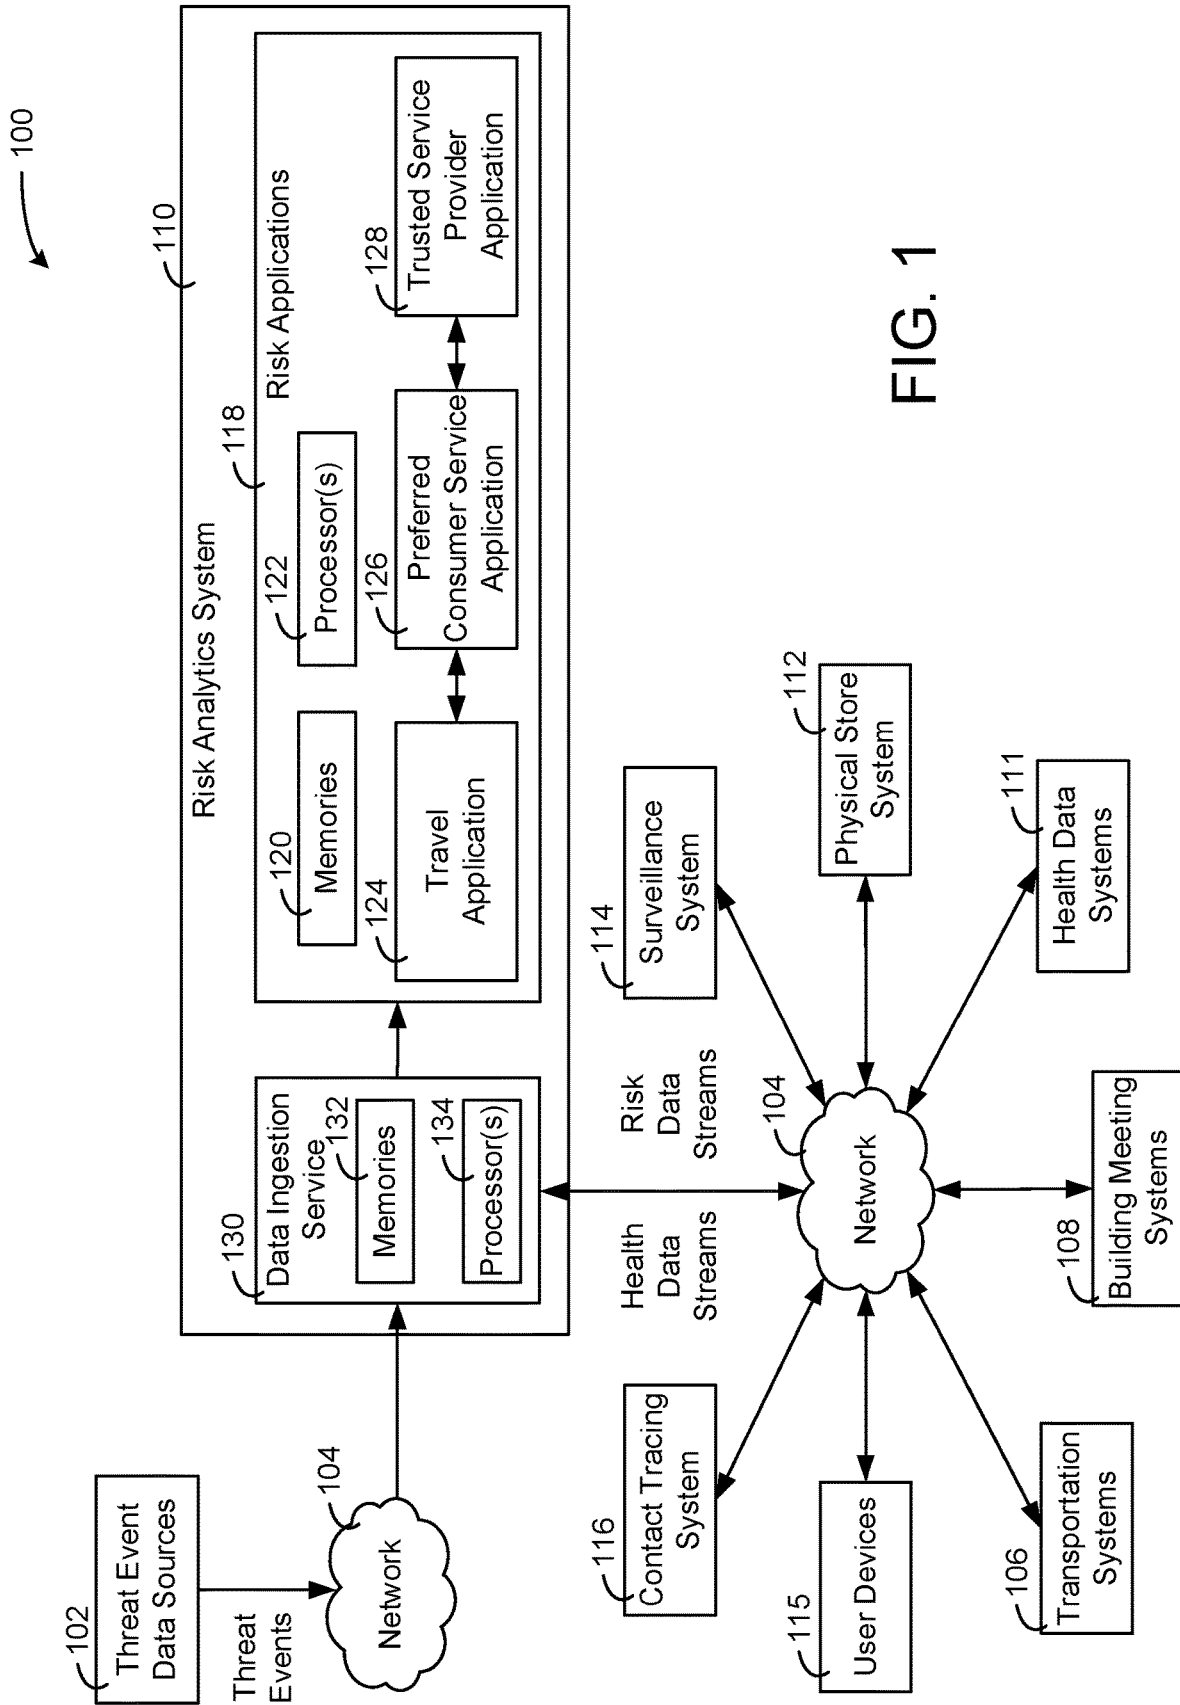 100
110
Risk Analytics System
118
Risk Applications
120
Memories
122
Processor(s)
124
Travel
Application
126
Preferred
Consumer Service
Application
128
Trusted Service
Provider
Application
130
Data Ingestion
Service
132
Memories
134
Processor(s)
102
Threat Event
Data Sources
Threat
Events
104
Network
Health
Data
Streams
Risk
Data
Streams
104
Network
116
Contact Tracing
System
114
Surveillance
System
115
User Devices
112
Physical Store
System
106
Transportation
Systems
108
Building Meeting
Systems
111
Health Data
Systems
FIG. 1